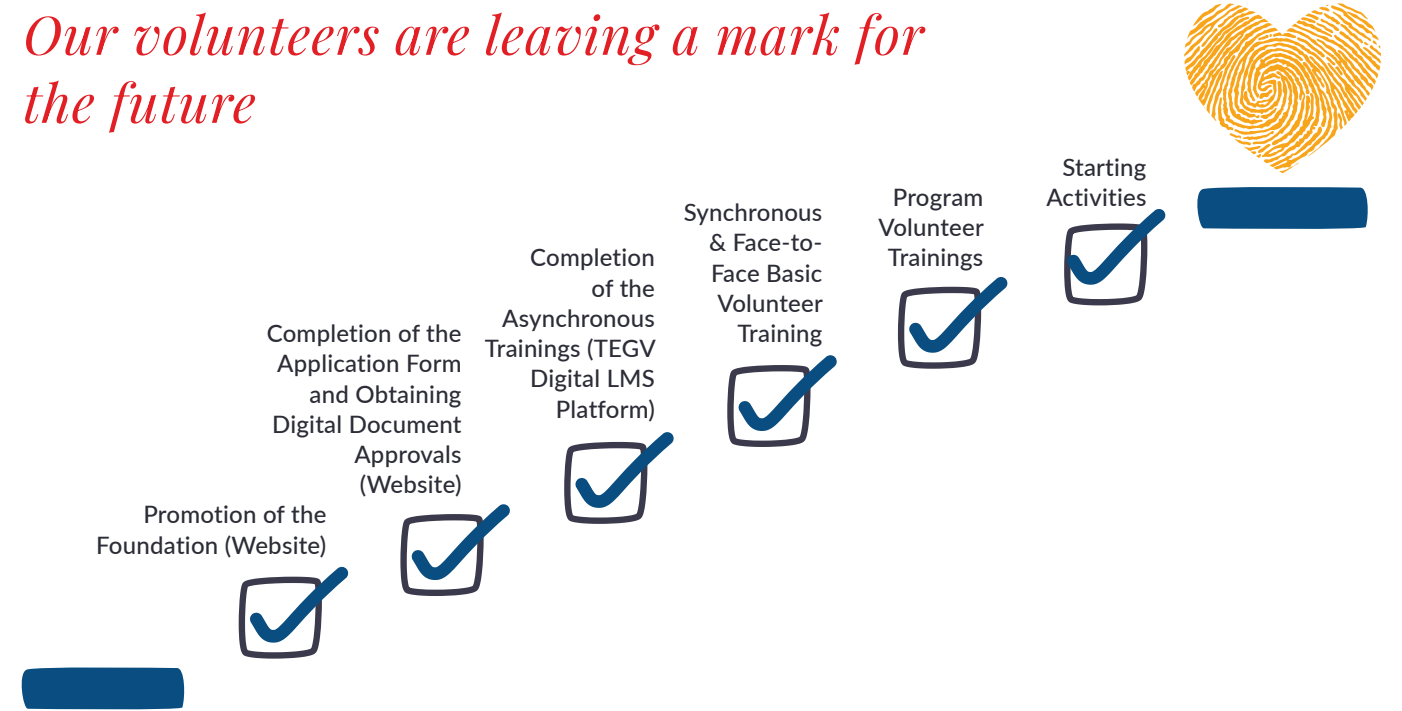 Our volunteers are leaving a mark for
the future
Promotion of the
Foundation (Website)
Completion of the
Application Form
and Obtaining
Digital Document
Approvals
(Website)
Completion
of the
Asynchronous
Trainings (TEGV
Digital LMS
Platform)
Synchronous
& Face-to-
Face Basic
Volunteer
Training
Program
Volunteer
Trainings
Starting
Activities